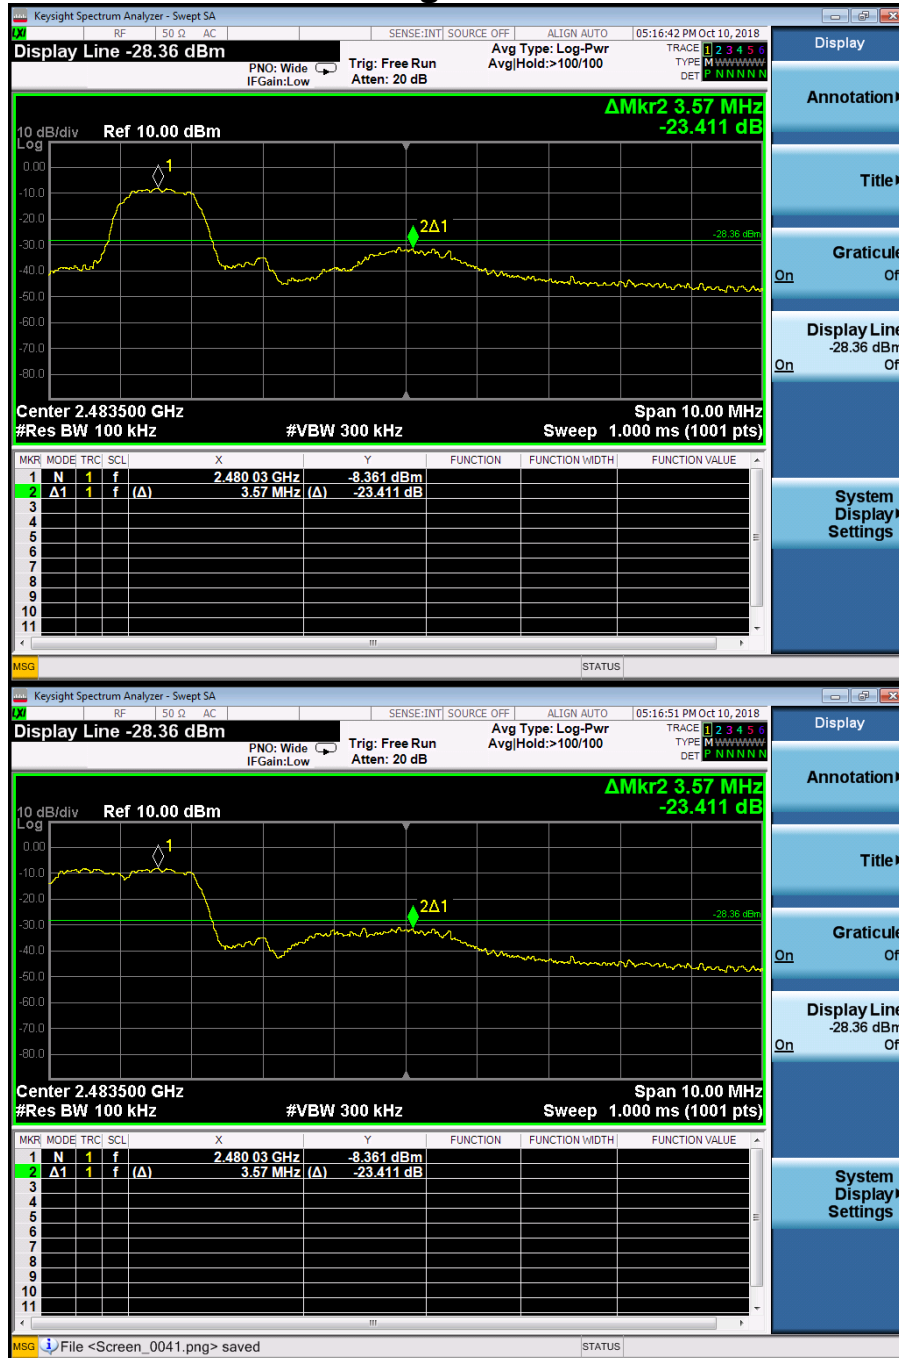 Keysight Spectrum Analyzer - Swept SA
LXI RF 50 Ω AC SENSE:INT SOURCE OFF ALIGN AUTO 05:16:42 PM Oct 10, 2018
Display Line -28.36 dBm
PNO: Wide
IFGain:Low
Trig: Free Run
Atten: 20 dB
Avg Type: Log-Pwr
Avg|Hold:>100/100
TRACE 1 2 3 4 5 6
TYPE M WWWWW
DET P N N N N N
ΔMkr2 3.57 MHz
-23.411 dB
10 dB/div Ref 10.00 dBm
Log
0.00
-10.0
-20.0
-30.0
-40.0
-50.0
-60.0
-70.0
-80.0
1
2Δ1
-28.36 dBm
Center 2.483500 GHz Span 10.00 MHz
#Res BW 100 kHz #VBW 300 kHz Sweep 1.000 ms (1001 pts)
MKR MODE TRC SCL X Y FUNCTION FUNCTION WIDTH FUNCTION VALUE
1 N 1 f 2.480 03 GHz -8.361 dBm
2 Δ1 1 f (Δ) 3.57 MHz (Δ) -23.411 dB
3
4
5
6
7
8
9
10
11
MSG STATUS
Display
Annotation
Title
Graticule
On Of
Display Line
-28.36 dBm
On Of
System
Display
Settings
Keysight Spectrum Analyzer - Swept SA
LXI RF 50 Ω AC SENSE:INT SOURCE OFF ALIGN AUTO 05:16:51 PM Oct 10, 2018
Display Line -28.36 dBm
PNO: Wide
IFGain:Low
Trig: Free Run
Atten: 20 dB
Avg Type: Log-Pwr
Avg|Hold:>100/100
TRACE 1 2 3 4 5 6
TYPE M WWWWW
DET P N N N N N
ΔMkr2 3.57 MHz
-23.411 dB
10 dB/div Ref 10.00 dBm
Log
0.00
-10.0
-20.0
-30.0
-40.0
-50.0
-60.0
-70.0
-80.0
1
2Δ1
-28.36 dBm
Center 2.483500 GHz Span 10.00 MHz
#Res BW 100 kHz #VBW 300 kHz Sweep 1.000 ms (1001 pts)
MKR MODE TRC SCL X Y FUNCTION FUNCTION WIDTH FUNCTION VALUE
1 N 1 f 2.480 03 GHz -8.361 dBm
2 Δ1 1 f (Δ) 3.57 MHz (Δ) -23.411 dB
3
4
5
6
7
8
9
10
11
MSG File <Screen_0041.png> saved STATUS
Display
Annotation
Title
Graticule
On Of
Display Line
-28.36 dBm
On Of
System
Display
Settings